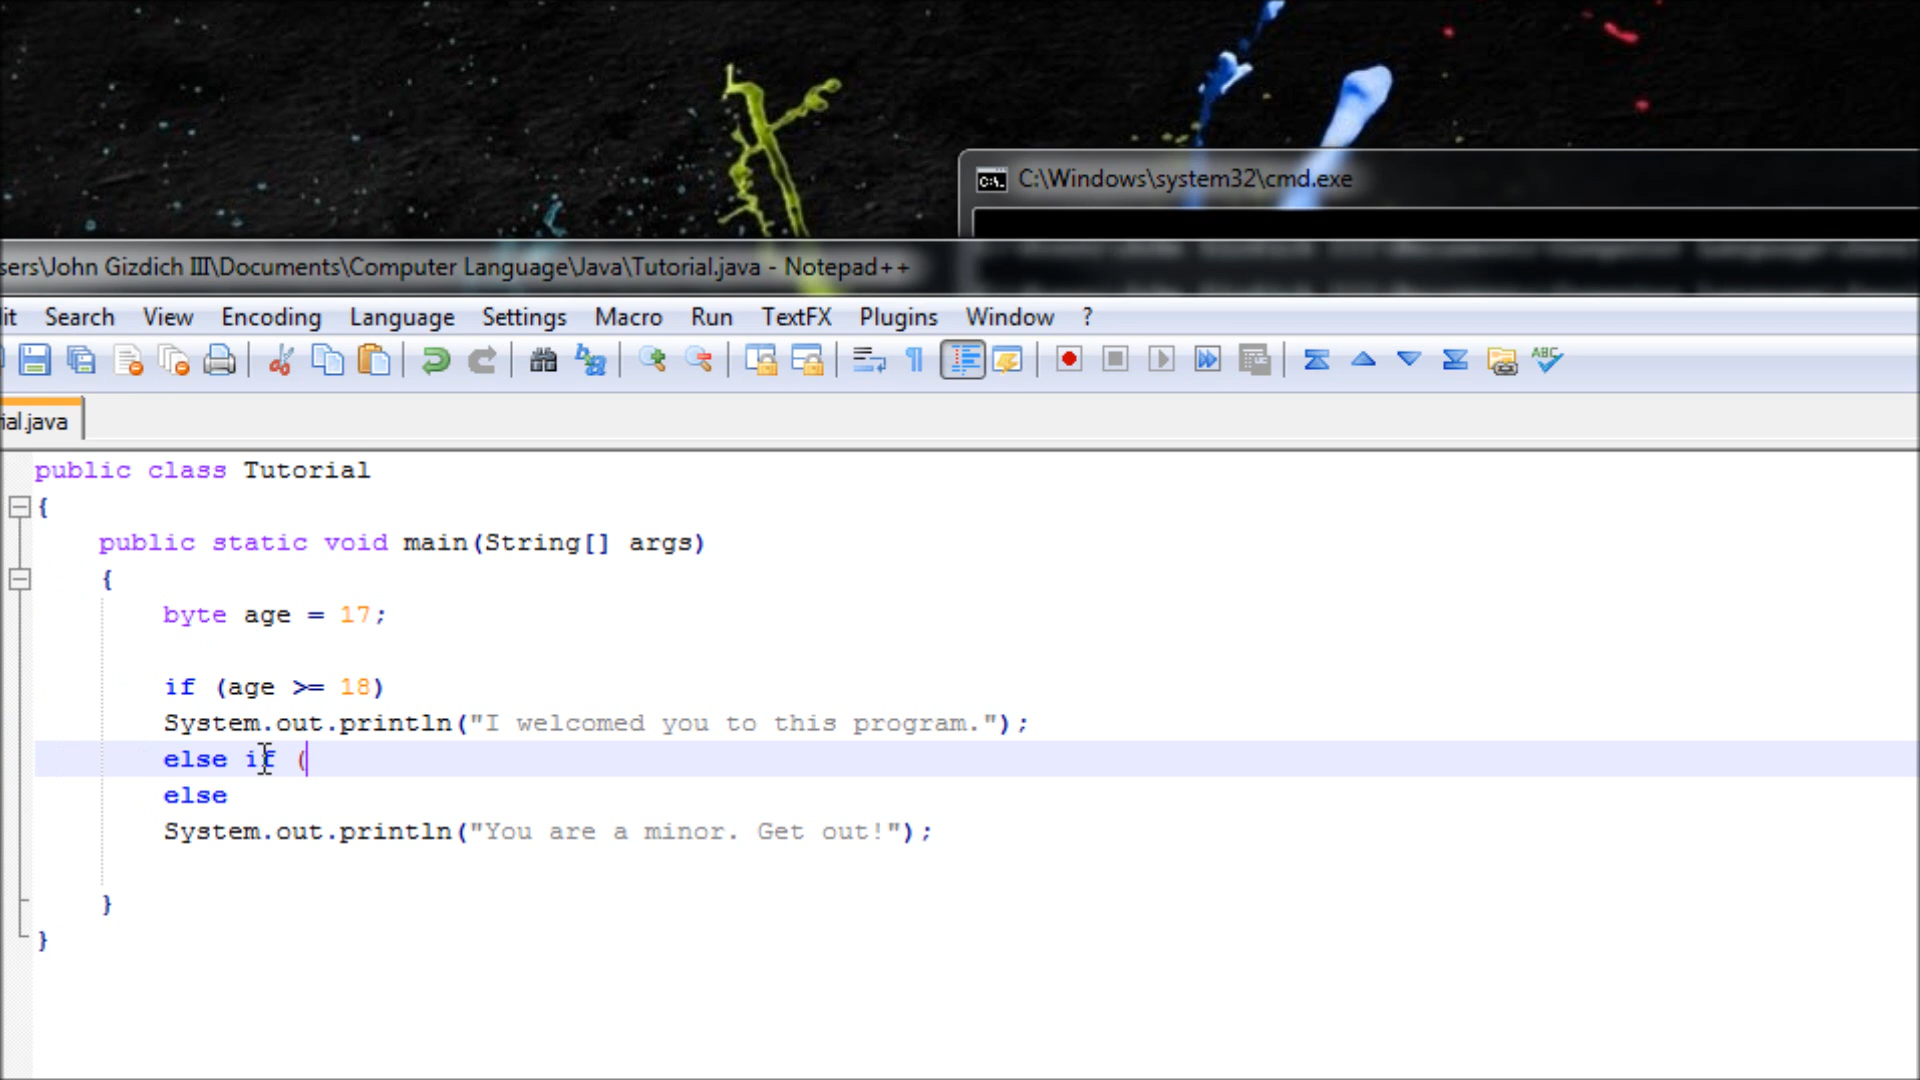 C:\Windows\system32\cmd.exe
sers\John Gizdich III\Documents\Computer Language\Java\Tutorial.java - Notepad++
it Search View Encoding Language Settings Macro Run TextFX Plugins Window ?
ABC
ial.java
public class Tutorial
{
public static void main(String[] args)
{
byte age = 17;
if (age >= 18)
System.out.println("I welcomed you to this program.");
else if (
else
System.out.println("You are a minor. Get out!");
}
}